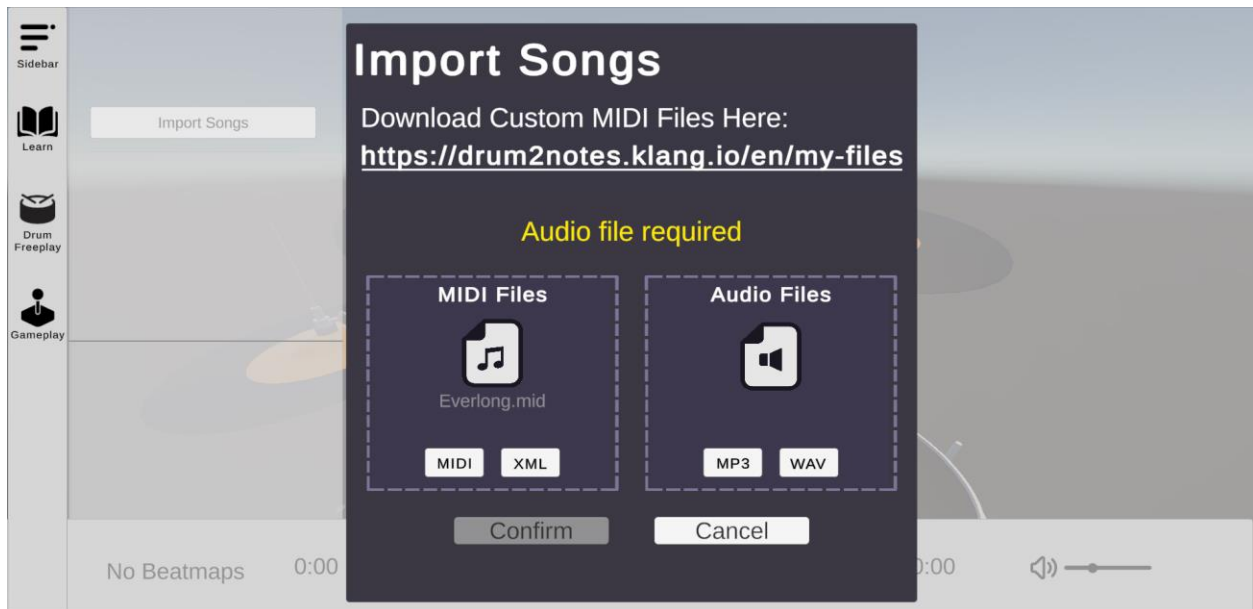 Sidebar
Learn
Drum
Freeplay
Gameplay
Import Songs
Import Songs
Download Custom MIDI Files Here:
https://drum2notes.klang.io/en/my-files
Audio file required
MIDI Files
Everlong.mid
MIDI XML
Audio Files
MP3 WAV
Confirm Cancel
No Beatmaps 0:00 0:00